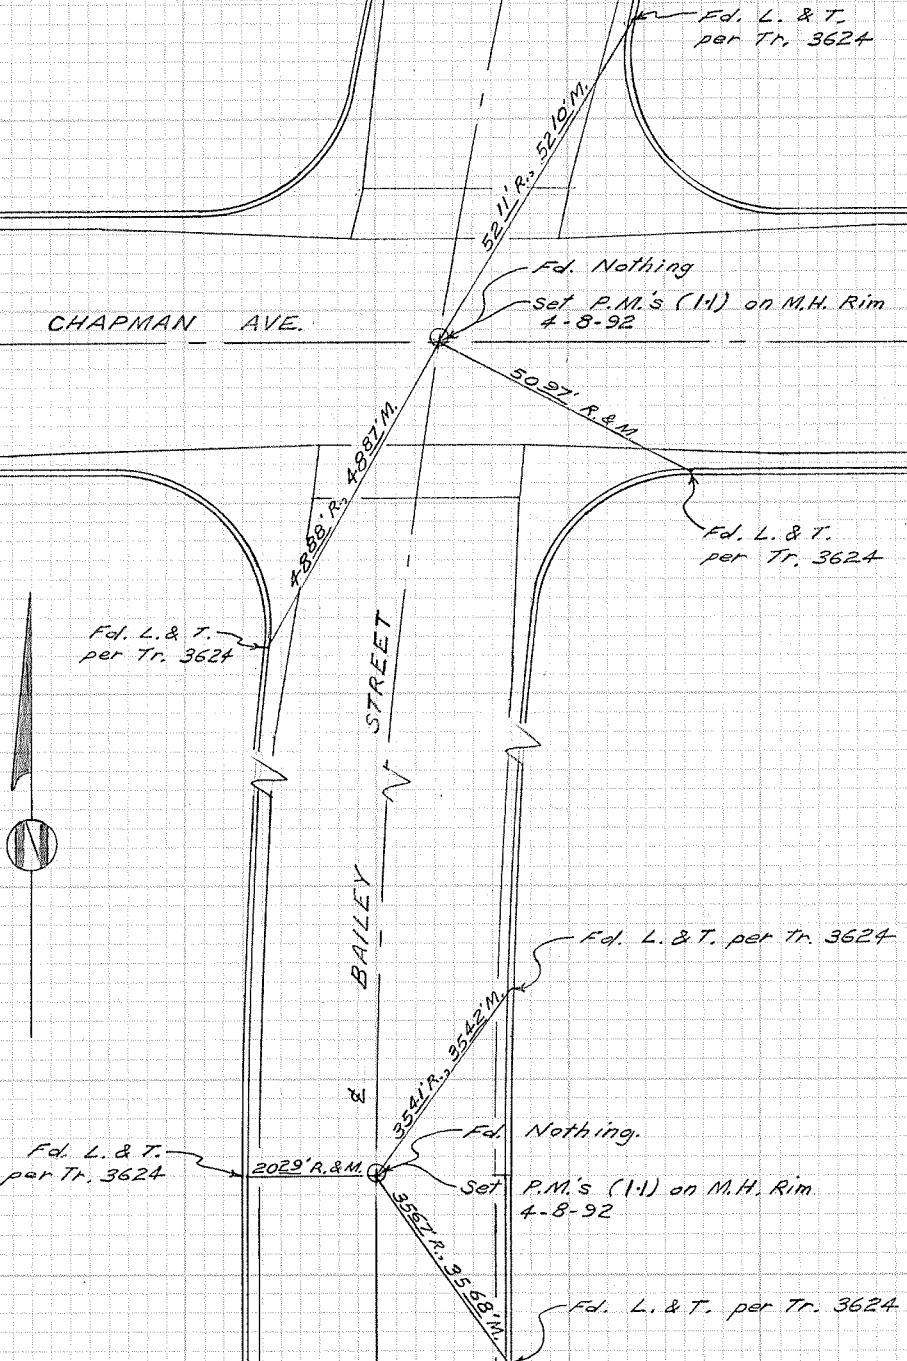 Fd. L. & T.
per Tr. 3624
52 11' R., 52 10' M.
Fd. Nothing
Set P.M.'s (1·1) on M.H. Rim
4-8-92
CHAPMAN AVE.
50 97' R. & M.
48 88' R., 48 87' M.
Fd. L. & T.
per Tr. 3624
Fd. L. & T.
per Tr. 3624
BAILEY STREET
N
Fd. L. & T. per Tr. 3624
35 41' R., 35 42' M.
℄
Fd. Nothing.
Set P.M.'s (1·1) on M.H. Rim
4-8-92
Fd. L. & T.
per Tr. 3624
20 29' R. & M.
35 67' R., 35 68' M.
Fd. L. & T. per Tr. 3624